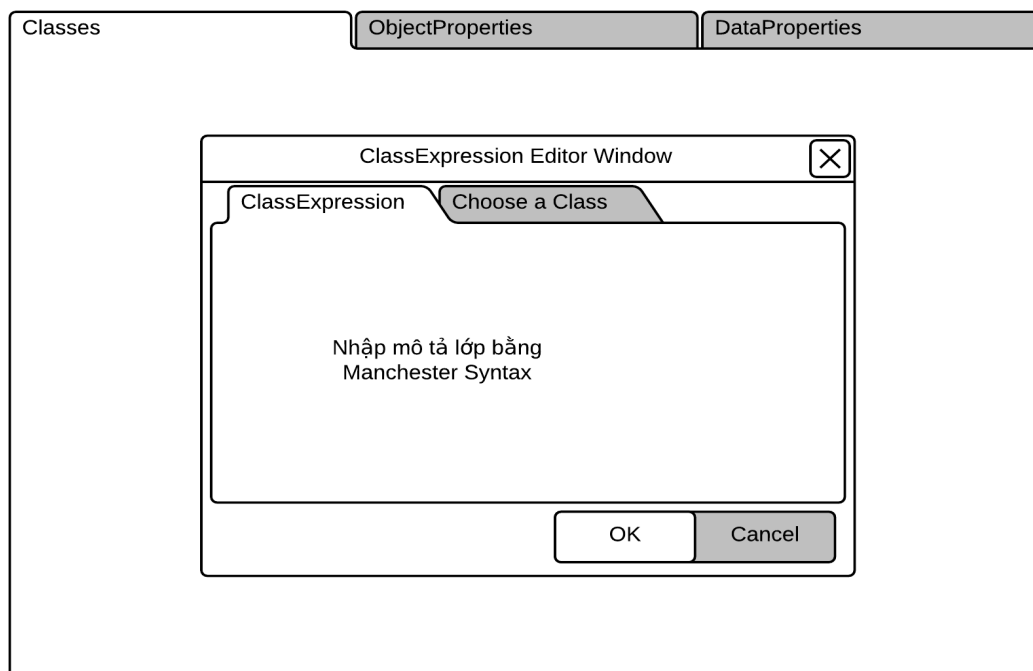 Classes
ObjectProperties
DataProperties
ClassExpression Editor Window
ClassExpression
Choose a Class
Nhập mô tả lớp bằng
Manchester Syntax
OK
Cancel